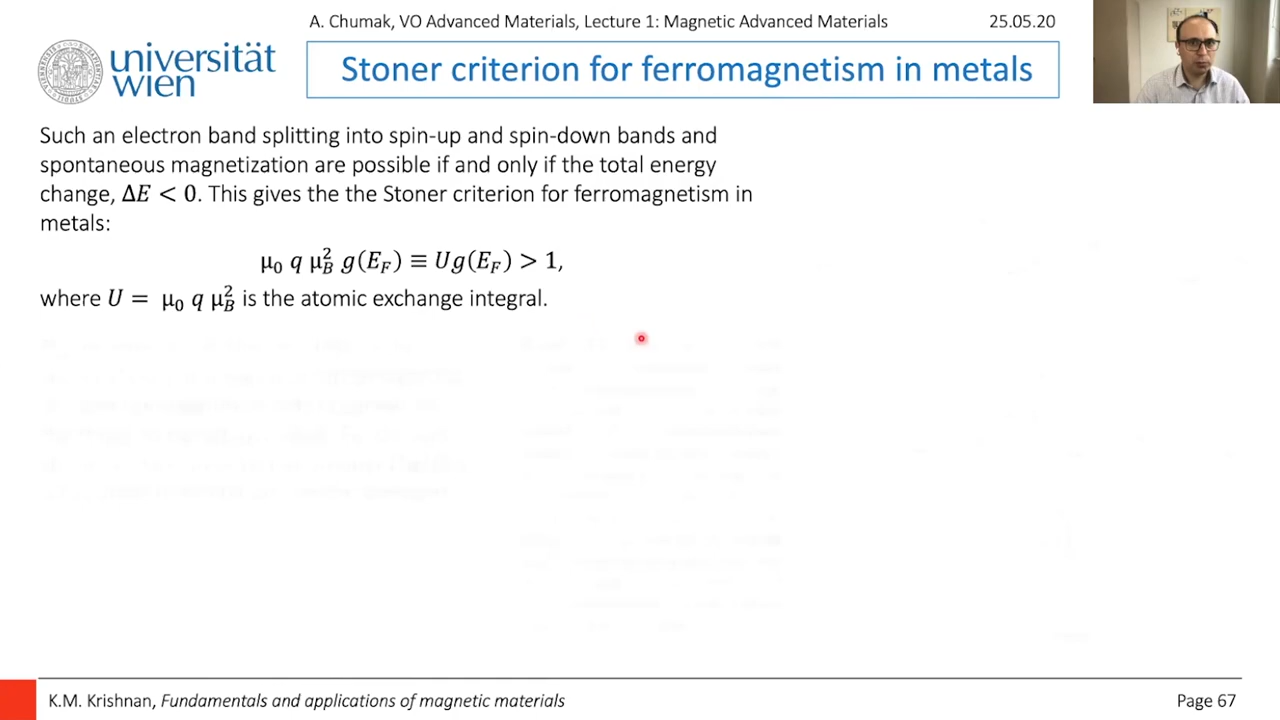 A. Chumak, VO Advanced Materials, Lecture 1: Magnetic Advanced Materials 25.05.20
universität
wien
Stoner criterion for ferromagnetism in metals
Such an electron band splitting into spin-up and spin-down bands and
spontaneous magnetization are possible if and only if the total energy
change, Δ𝐸 < 0. This gives the the Stoner criterion for ferromagnetism in
metals:
μ₀ q μ_B² g(E_F) ≡ Ug(E_F) > 1,
where U = μ₀ q μ_B² is the atomic exchange integral.
K.M. Krishnan, Fundamentals and applications of magnetic materials
Page 67